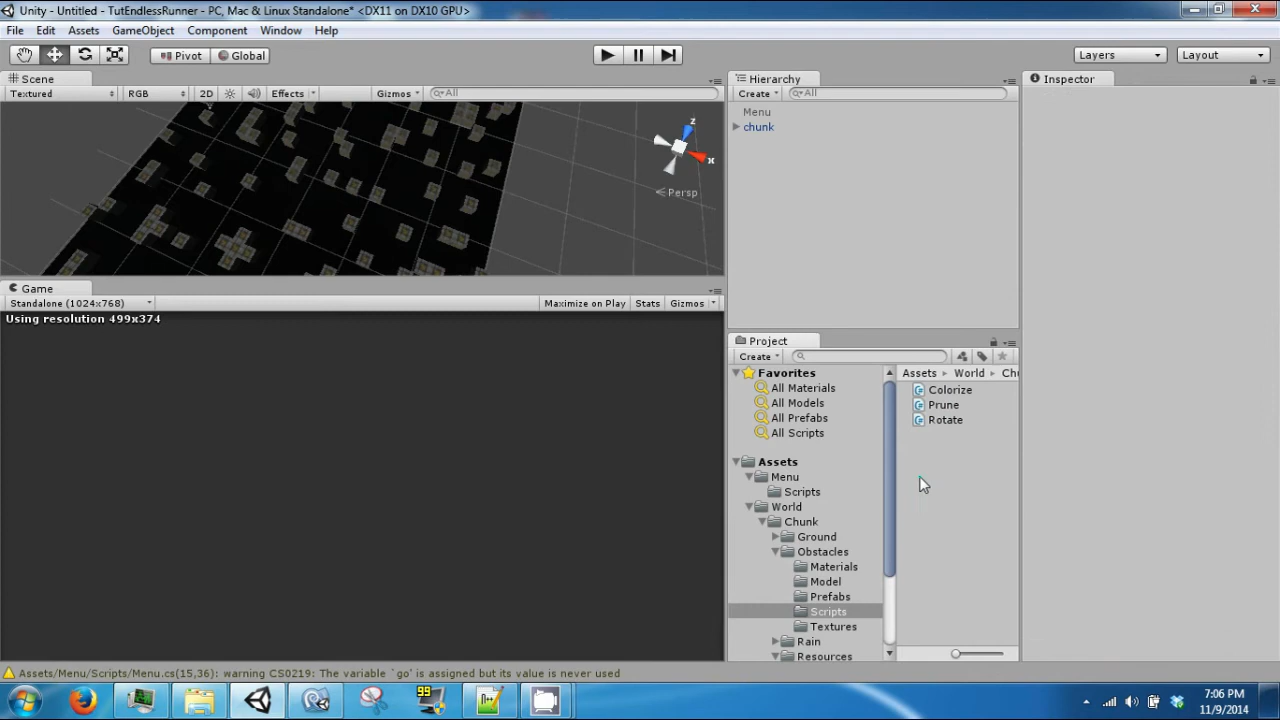 Unity - Untitled - TutEndlessRunner - PC, Mac & Linux Standalone* <DX11 on DX10 GPU>
File Edit Assets GameObject Component Window Help
Pivot Global Layers Layout
Scene Hierarchy Inspector
Textured RGB 2D Effects Gizmos All Create All
Menu
chunk
z
x
Persp
Game
Standalone (1024x768) Maximize on Play Stats Gizmos
Using resolution 499x374
Project
Create
Favorites Assets World Chu
All Materials Colorize
All Models Prune
All Prefabs Rotate
All Scripts
Assets
Menu
Scripts
World
Chunk
Ground
Obstacles
Materials
Model
Prefabs
Scripts
Textures
Rain
Resources
Assets/Menu/Scripts/Menu.cs(15,36): warning CS0219: The variable `go' is assigned but its value is never used
99
7:06 PM
11/9/2014